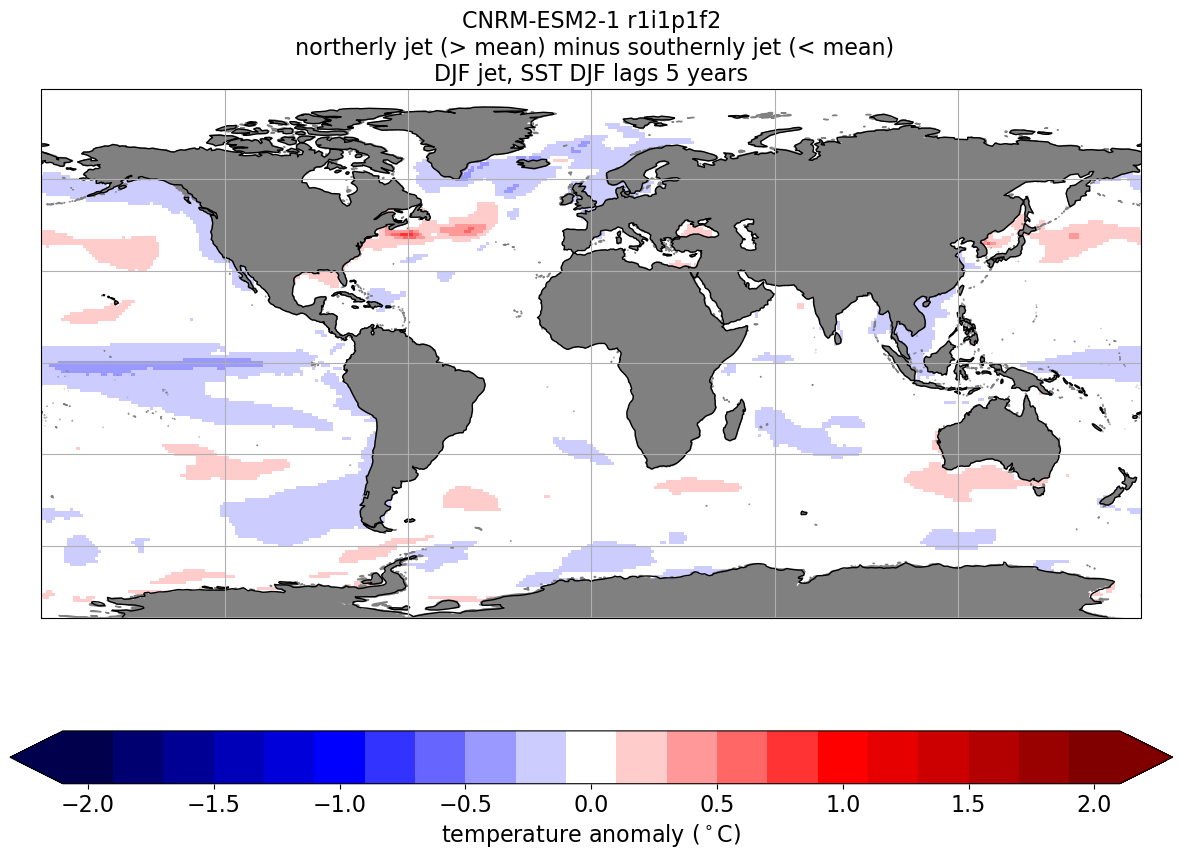 CNRM-ESM2-1 r1i1p1f2
northerly jet (> mean) minus southernly jet (< mean)
DJF jet, SST DJF lags 5 years
−2.0 −1.5 −1.0 −0.5 0.0 0.5 1.0 1.5 2.0
temperature anomaly (°C)